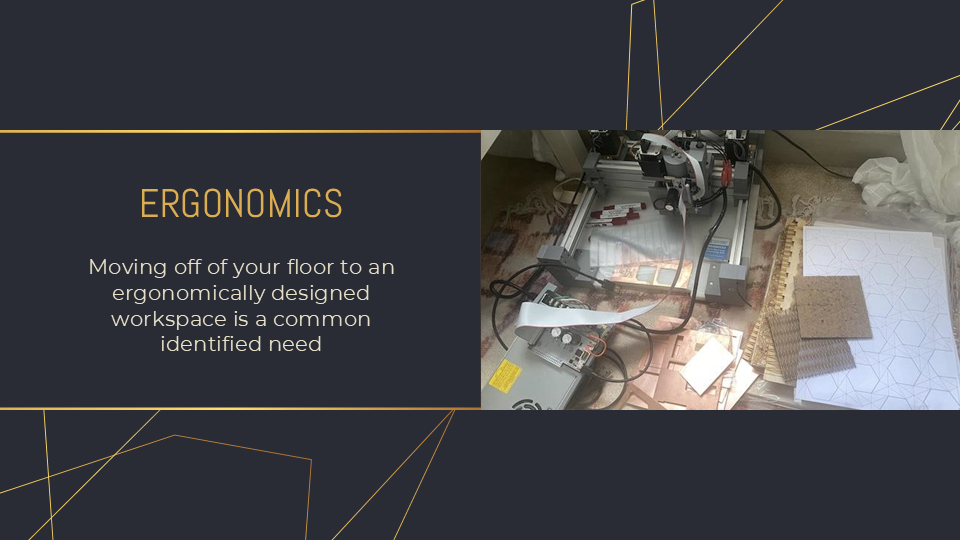 ERGONOMICS
Moving off of your floor to an
ergonomically designed
workspace is a common
identified need